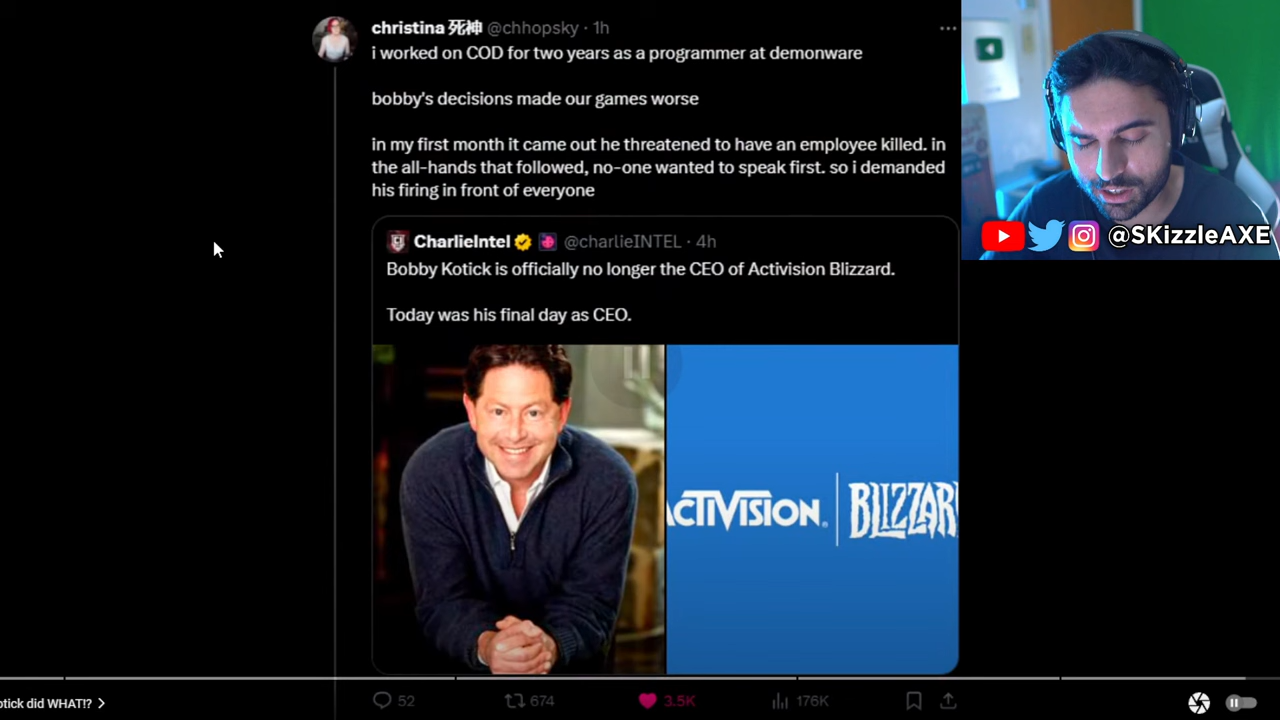 christina 死神 @chhopsky · 1h
i worked on COD for two years as a programmer at demonware
bobby's decisions made our games worse
in my first month it came out he threatened to have an employee killed. in
the all-hands that followed, no-one wanted to speak first. so i demanded
his firing in front of everyone
@SKizzleAXE
CharlieIntel @charlieINTEL · 4h
Bobby Kotick is officially no longer the CEO of Activision Blizzard.
Today was his final day as CEO.
CTIVISION® BLIZZAR
52 674 3.5K 176K
otick did WHAT!?